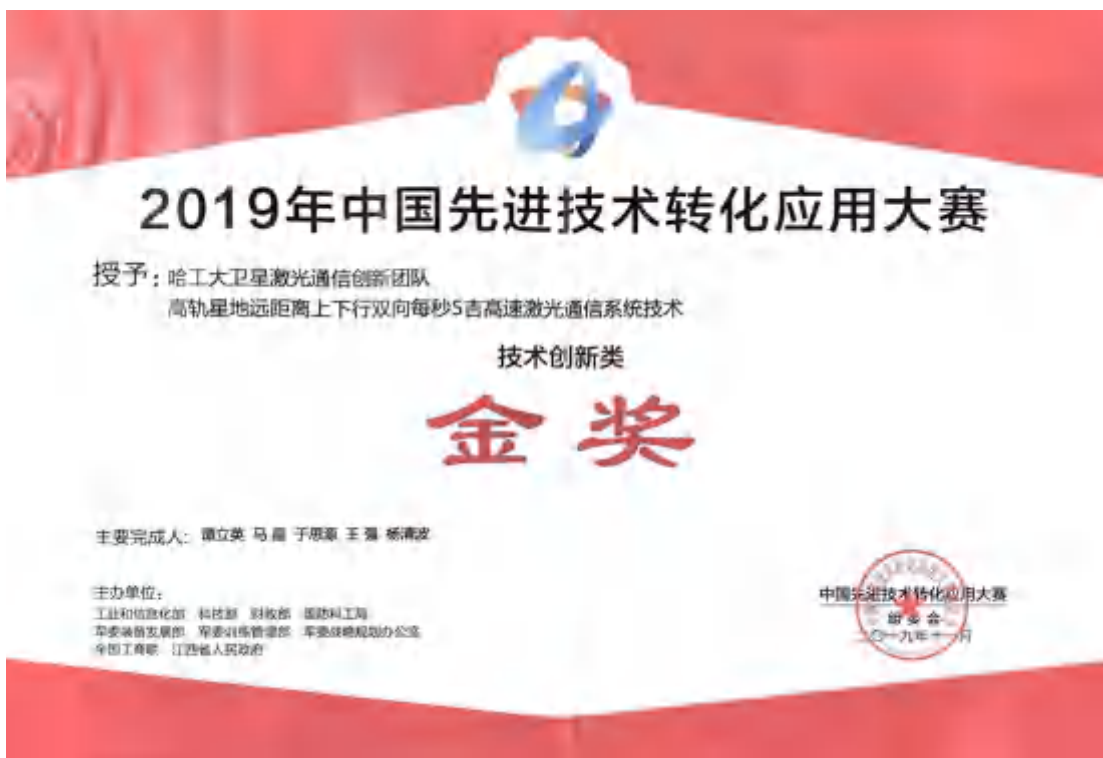 2019年中国先进技术转化应用大赛
授予：哈工大卫星激光通信创新团队
高轨星地远距离上下行双向每秒5吉高速激光通信系统技术
技术创新类
金奖
主要完成人：谭立英 马晶 于思源 王强 杨清波
主办单位：
工业和信息化部 科技部 财政部 国防科工局
军委装备发展部 军委训练管理部 军委战略规划办公室
全国工商联 江西省人民政府
中国先进技术转化应用大赛
组委会
二〇一九年十一月